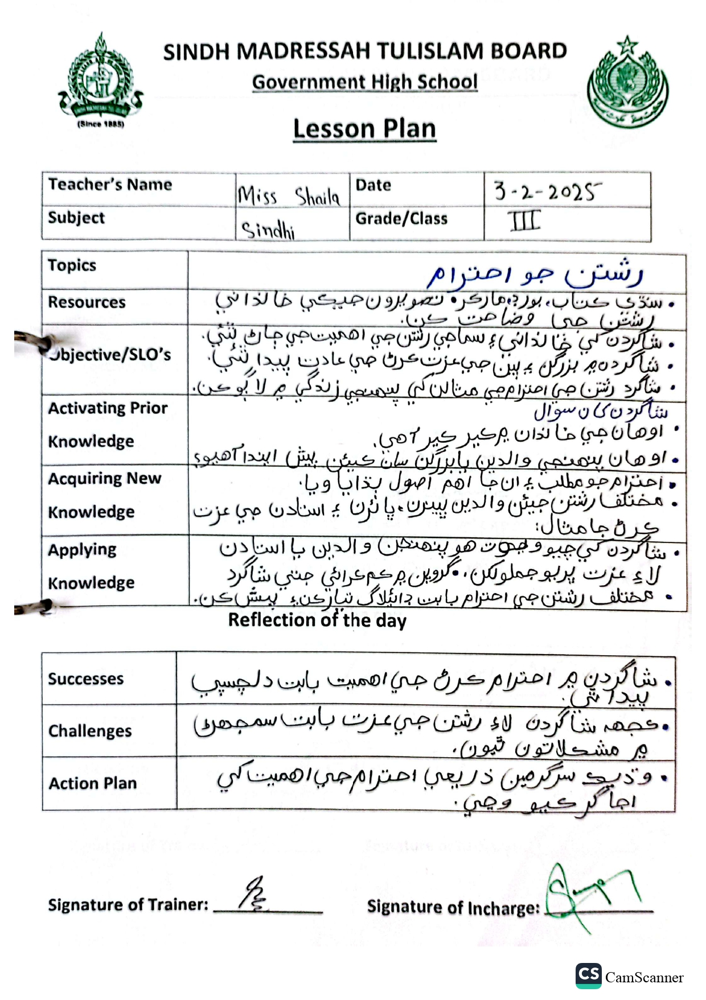 SINDH MADRESSAH TULISLAM BOARD
Government High School
SINDH MADRESSAH TUL ISLAM
(Since 1885)
Lesson Plan
Teacher's Name Miss Shaila Date 3-2-2025
Subject Sindhi Grade/Class III
Topics رشتن جو احترام
Resources • سنڌي ڪتاب، بورڊ، مارڪر • تصويرون جيڪي خانداني
رشتن جي وضاحت ڪن.
Objective/SLO's • شاگردن کي خانداني ۽ سماجي رشتن جي اهميت جي ڄاڻ ٿئي.
• شاگردن ۾ بزرگن ۽ ٻين جي عزت ڪرڻ جي عادت پيدا ٿئي.
• شاگرد رشتن جي احترام جي مثالن کي پنهنجي زندگي ۾ لاڳو ڪن.
Activating Prior Knowledge شاگردن کان سوال
• اوهان جي خاندان ۾ ڪير ڪير آهي.
• اوهان پنهنجي والدين يا بزرگن سان ڪيئن پيش ايندا آهيو؟
Acquiring New Knowledge • احترام جو مطلب ۽ ان جا اهم اصول ٻڌايا ويا.
• مختلف رشتن جيئن والدين ڀينرن، ڀائرن ۽ استادن جي عزت
ڪرڻ جا مثال:
Applying Knowledge • شاگردن کي چيو وڃي ته هو پنهنجن والدين يا استادن
لاءِ عزت ڀريو جملو لکن، • گروپن ۾ ڪم ڪرائي جنتي شاگرد
• مختلف رشتن جي احترام بابت ڊائيلاگ تيار ڪن ۽ پيش ڪن.
Reflection of the day
Successes • شاگردن ۾ احترام ڪرڻ جي اهميت بابت دلچسپي
پيدا ٿي.
Challenges • ڪجهه شاگردن لاءِ رشتن جي عزت بابت سمجهڻ
۾ مشڪلاتون ٿيون.
Action Plan • وڌيڪ سرگرمين ذريعي احترام جي اهميت کي
اجاگر ڪيو وڃي.
Signature of Trainer: Signature of Incharge:
CS CamScanner